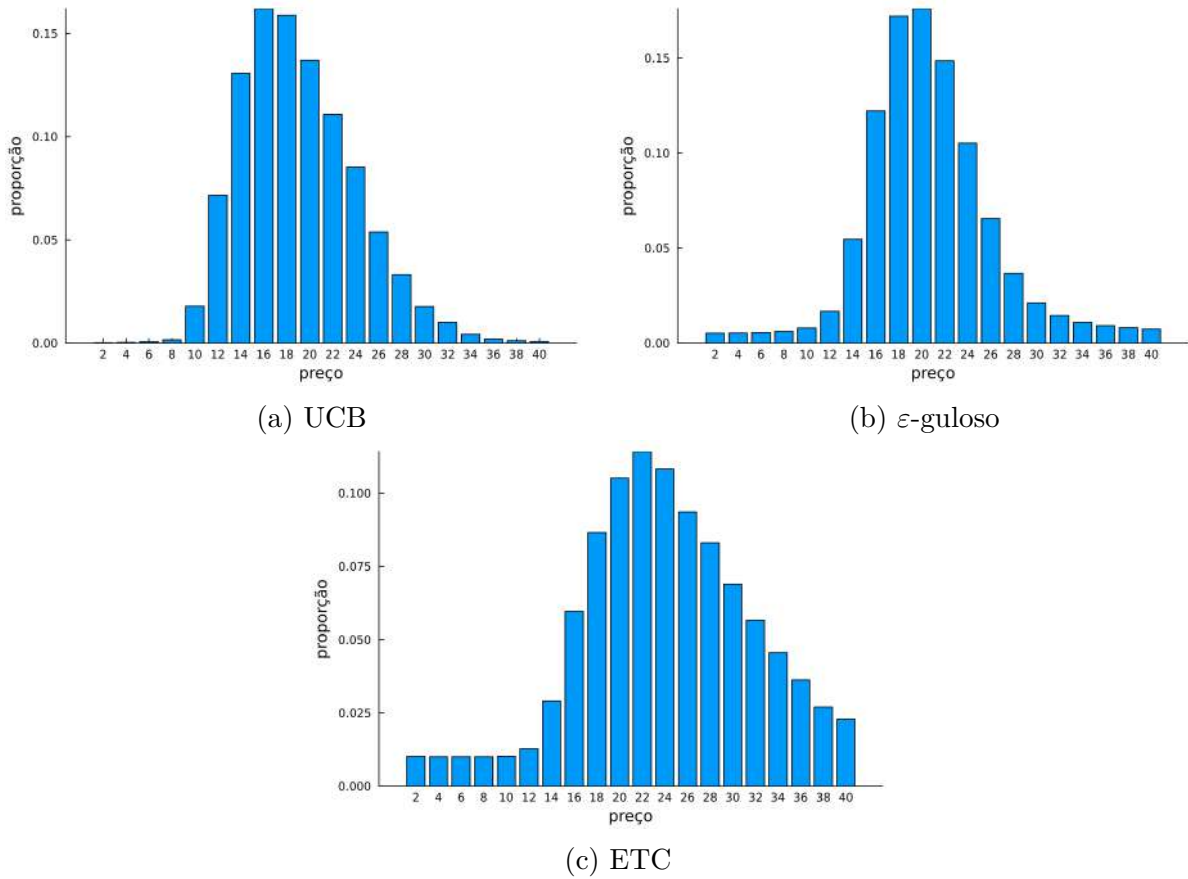 proporção
0.15
0.10
0.05
0.00
2 4 6 8 10 12 14 16 18 20 22 24 26 28 30 32 34 36 38 40
preço
(a) UCB
proporção
0.15
0.10
0.05
0.00
2 4 6 8 10 12 14 16 18 20 22 24 26 28 30 32 34 36 38 40
preço
(b) ε-guloso
proporção
0.100
0.075
0.050
0.025
0.000
2 4 6 8 10 12 14 16 18 20 22 24 26 28 30 32 34 36 38 40
preço
(c) ETC